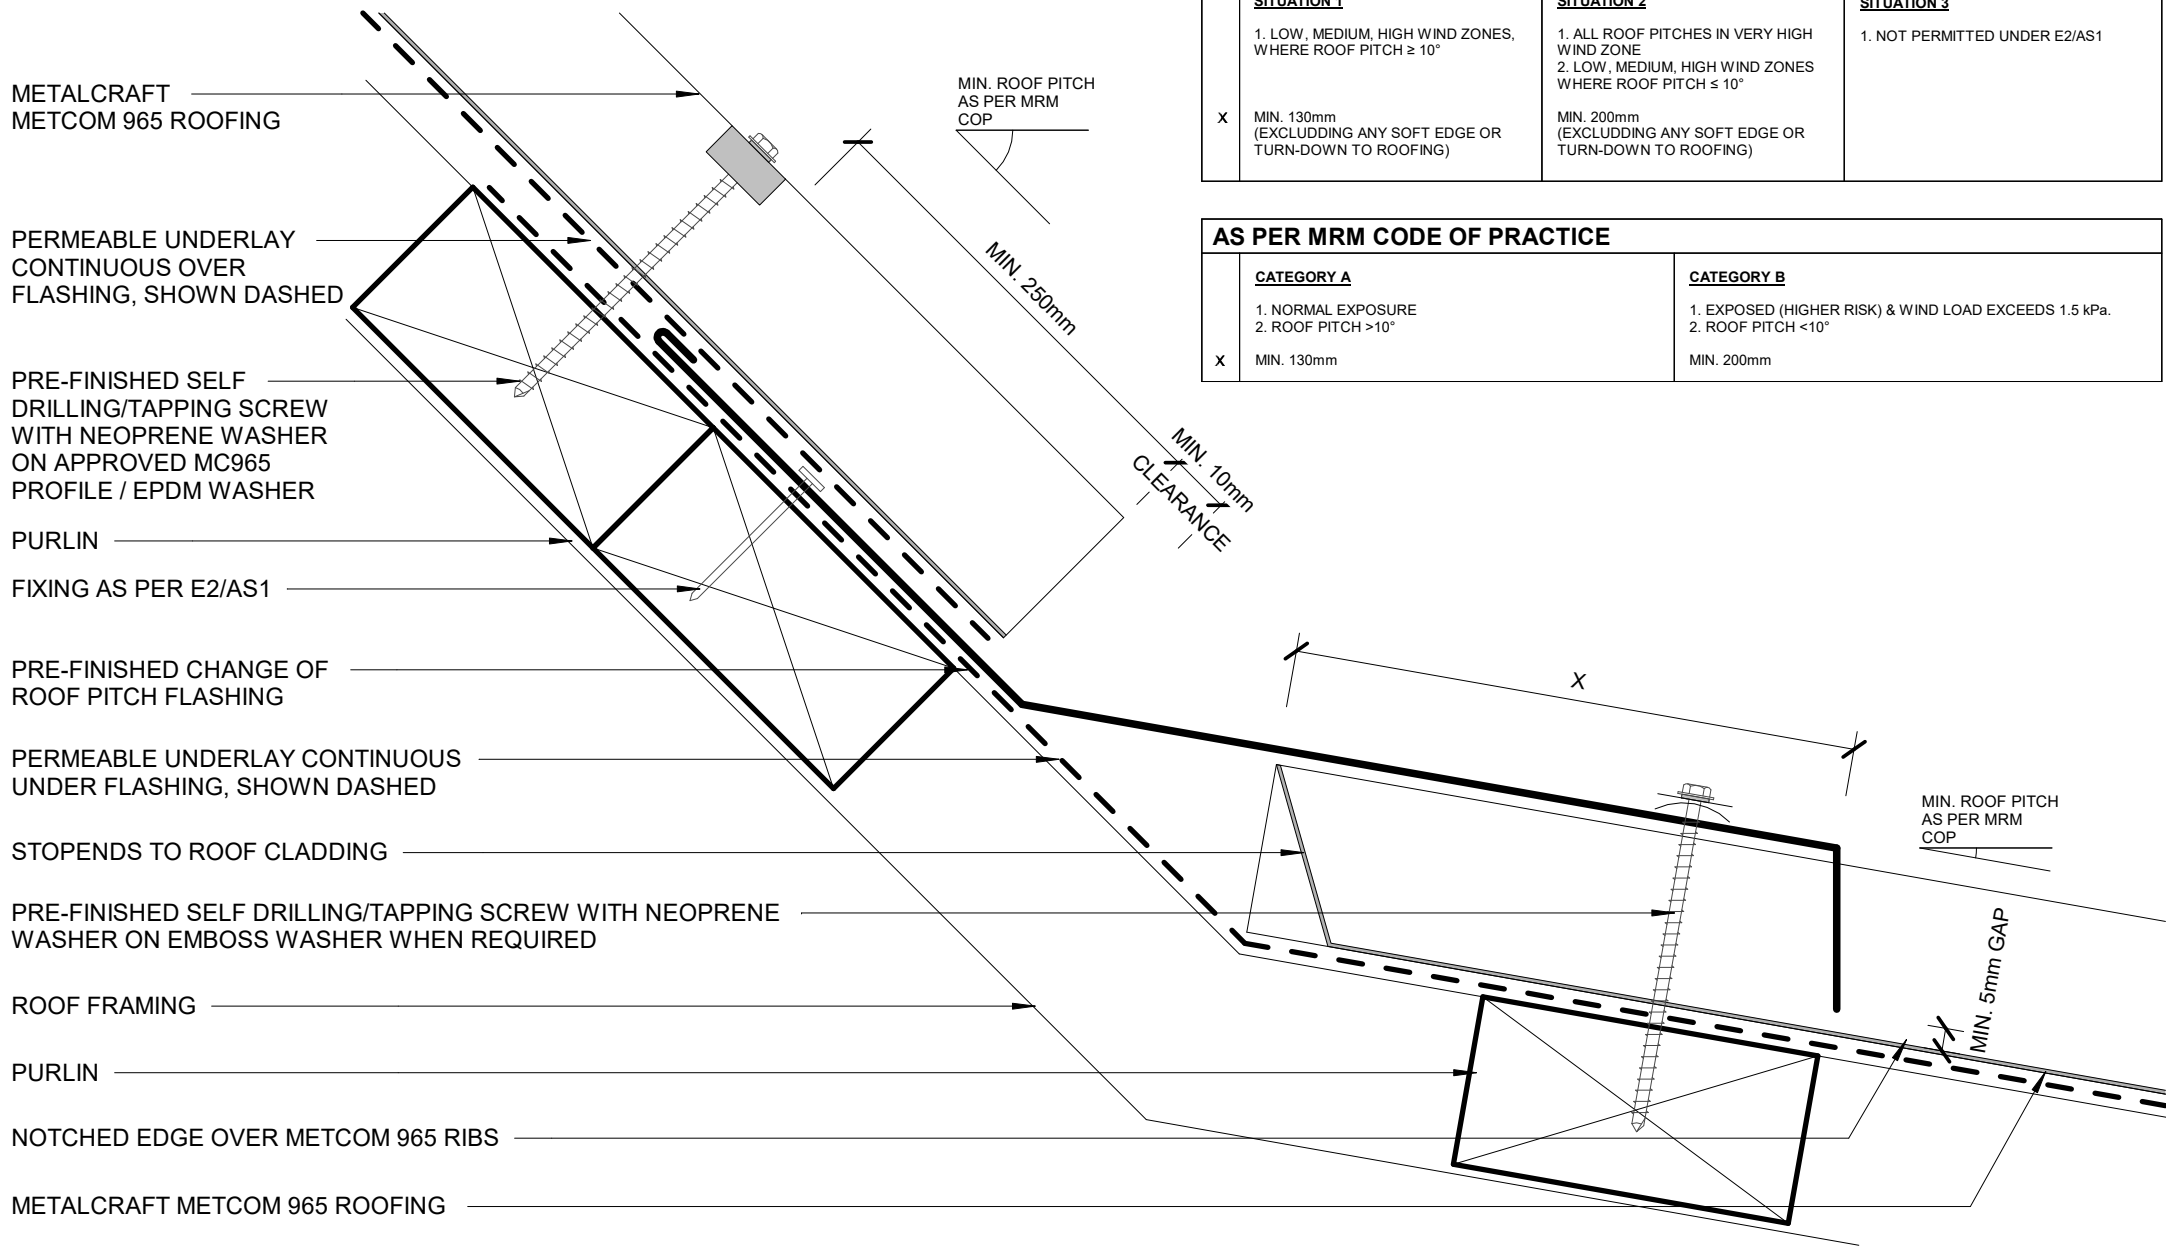 METALCRAFT
METCOM 965 ROOFING
PERMEABLE UNDERLAY
CONTINUOUS OVER
FLASHING, SHOWN DASHED
PRE-FINISHED SELF
DRILLING/TAPPING SCREW
WITH NEOPRENE WASHER
ON APPROVED MC965
PROFILE / EPDM WASHER
PURLIN
FIXING AS PER E2/AS1
PRE-FINISHED CHANGE OF
ROOF PITCH FLASHING
PERMEABLE UNDERLAY CONTINUOUS
UNDER FLASHING, SHOWN DASHED
STOPENDS TO ROOF CLADDING
PRE-FINISHED SELF DRILLING/TAPPING SCREW WITH NEOPRENE
WASHER ON EMBOSS WASHER WHEN REQUIRED
ROOF FRAMING
PURLIN
NOTCHED EDGE OVER METCOM 965 RIBS
METALCRAFT METCOM 965 ROOFING
MIN. ROOF PITCH
AS PER MRM
COP
MIN. 250mm
MIN. 10mm
CLEARANCE
X
MIN. ROOF PITCH
AS PER MRM
COP
MIN. 5mm GAP
SITUATION 1
1. LOW, MEDIUM, HIGH WIND ZONES,
WHERE ROOF PITCH ≥ 10°
X
MIN. 130mm
(EXCLUDDING ANY SOFT EDGE OR
TURN-DOWN TO ROOFING)
SITUATION 2
1. ALL ROOF PITCHES IN VERY HIGH
WIND ZONE
2. LOW, MEDIUM, HIGH WIND ZONES
WHERE ROOF PITCH ≤ 10°
MIN. 200mm
(EXCLUDDING ANY SOFT EDGE OR
TURN-DOWN TO ROOFING)
SITUATION 3
1. NOT PERMITTED UNDER E2/AS1
AS PER MRM CODE OF PRACTICE
CATEGORY A
1. NORMAL EXPOSURE
2. ROOF PITCH >10°
X
MIN. 130mm
CATEGORY B
1. EXPOSED (HIGHER RISK) & WIND LOAD EXCEEDS 1.5 kPa.
2. ROOF PITCH <10°
MIN. 200mm